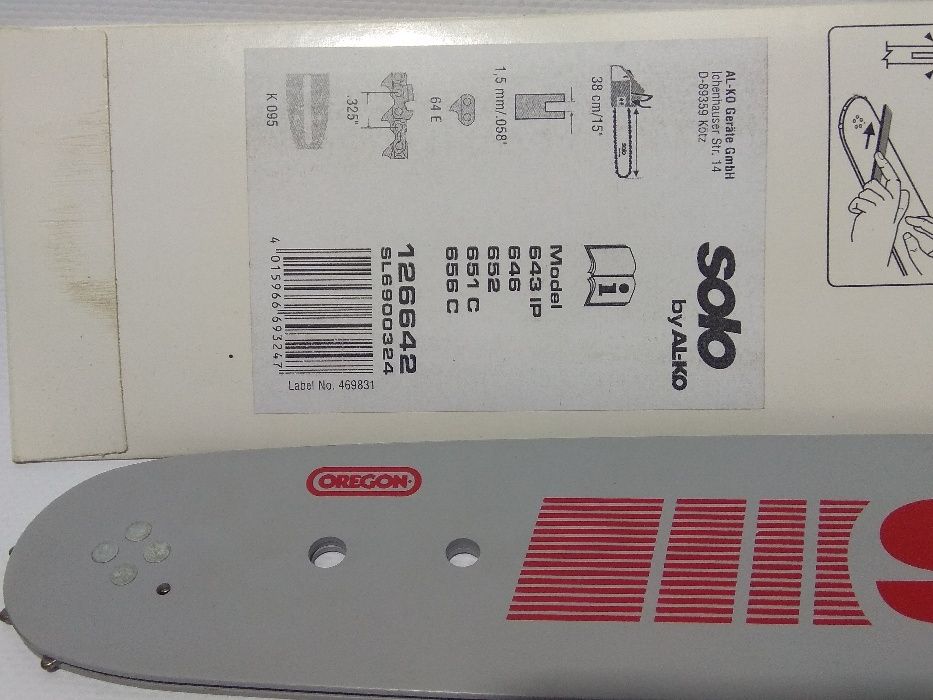 AL-KO Geräte GmbH
Ichenhauser Str. 14
D-89359 Kötz
38 cm/15"
1,5 mm/.058"
64 E
.325"
K 095
solo
by AL-KO
Model
643 IP
646
652
651 C
656 C
126642
SL6900324
4 015966 693247
Label No. 469831
OREGON